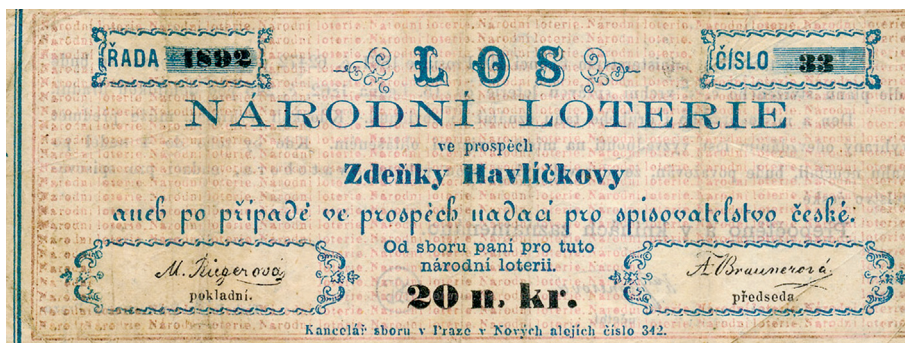 ŘADA 1892
LOS
ČÍSLO 33
NÁRODNÍ LOTERIE
ve prospěch
Zdeňky Havlíčkovy
aneb po případě ve prospěch nadací pro spisovatelstvo české.
Od sboru paní pro tuto
národní loterii.
M. Riegerová
pokladní.
20 n. kr.
A Braunerová
předseda
Kancelář sboru v Praze v Nových alejích číslo 342.